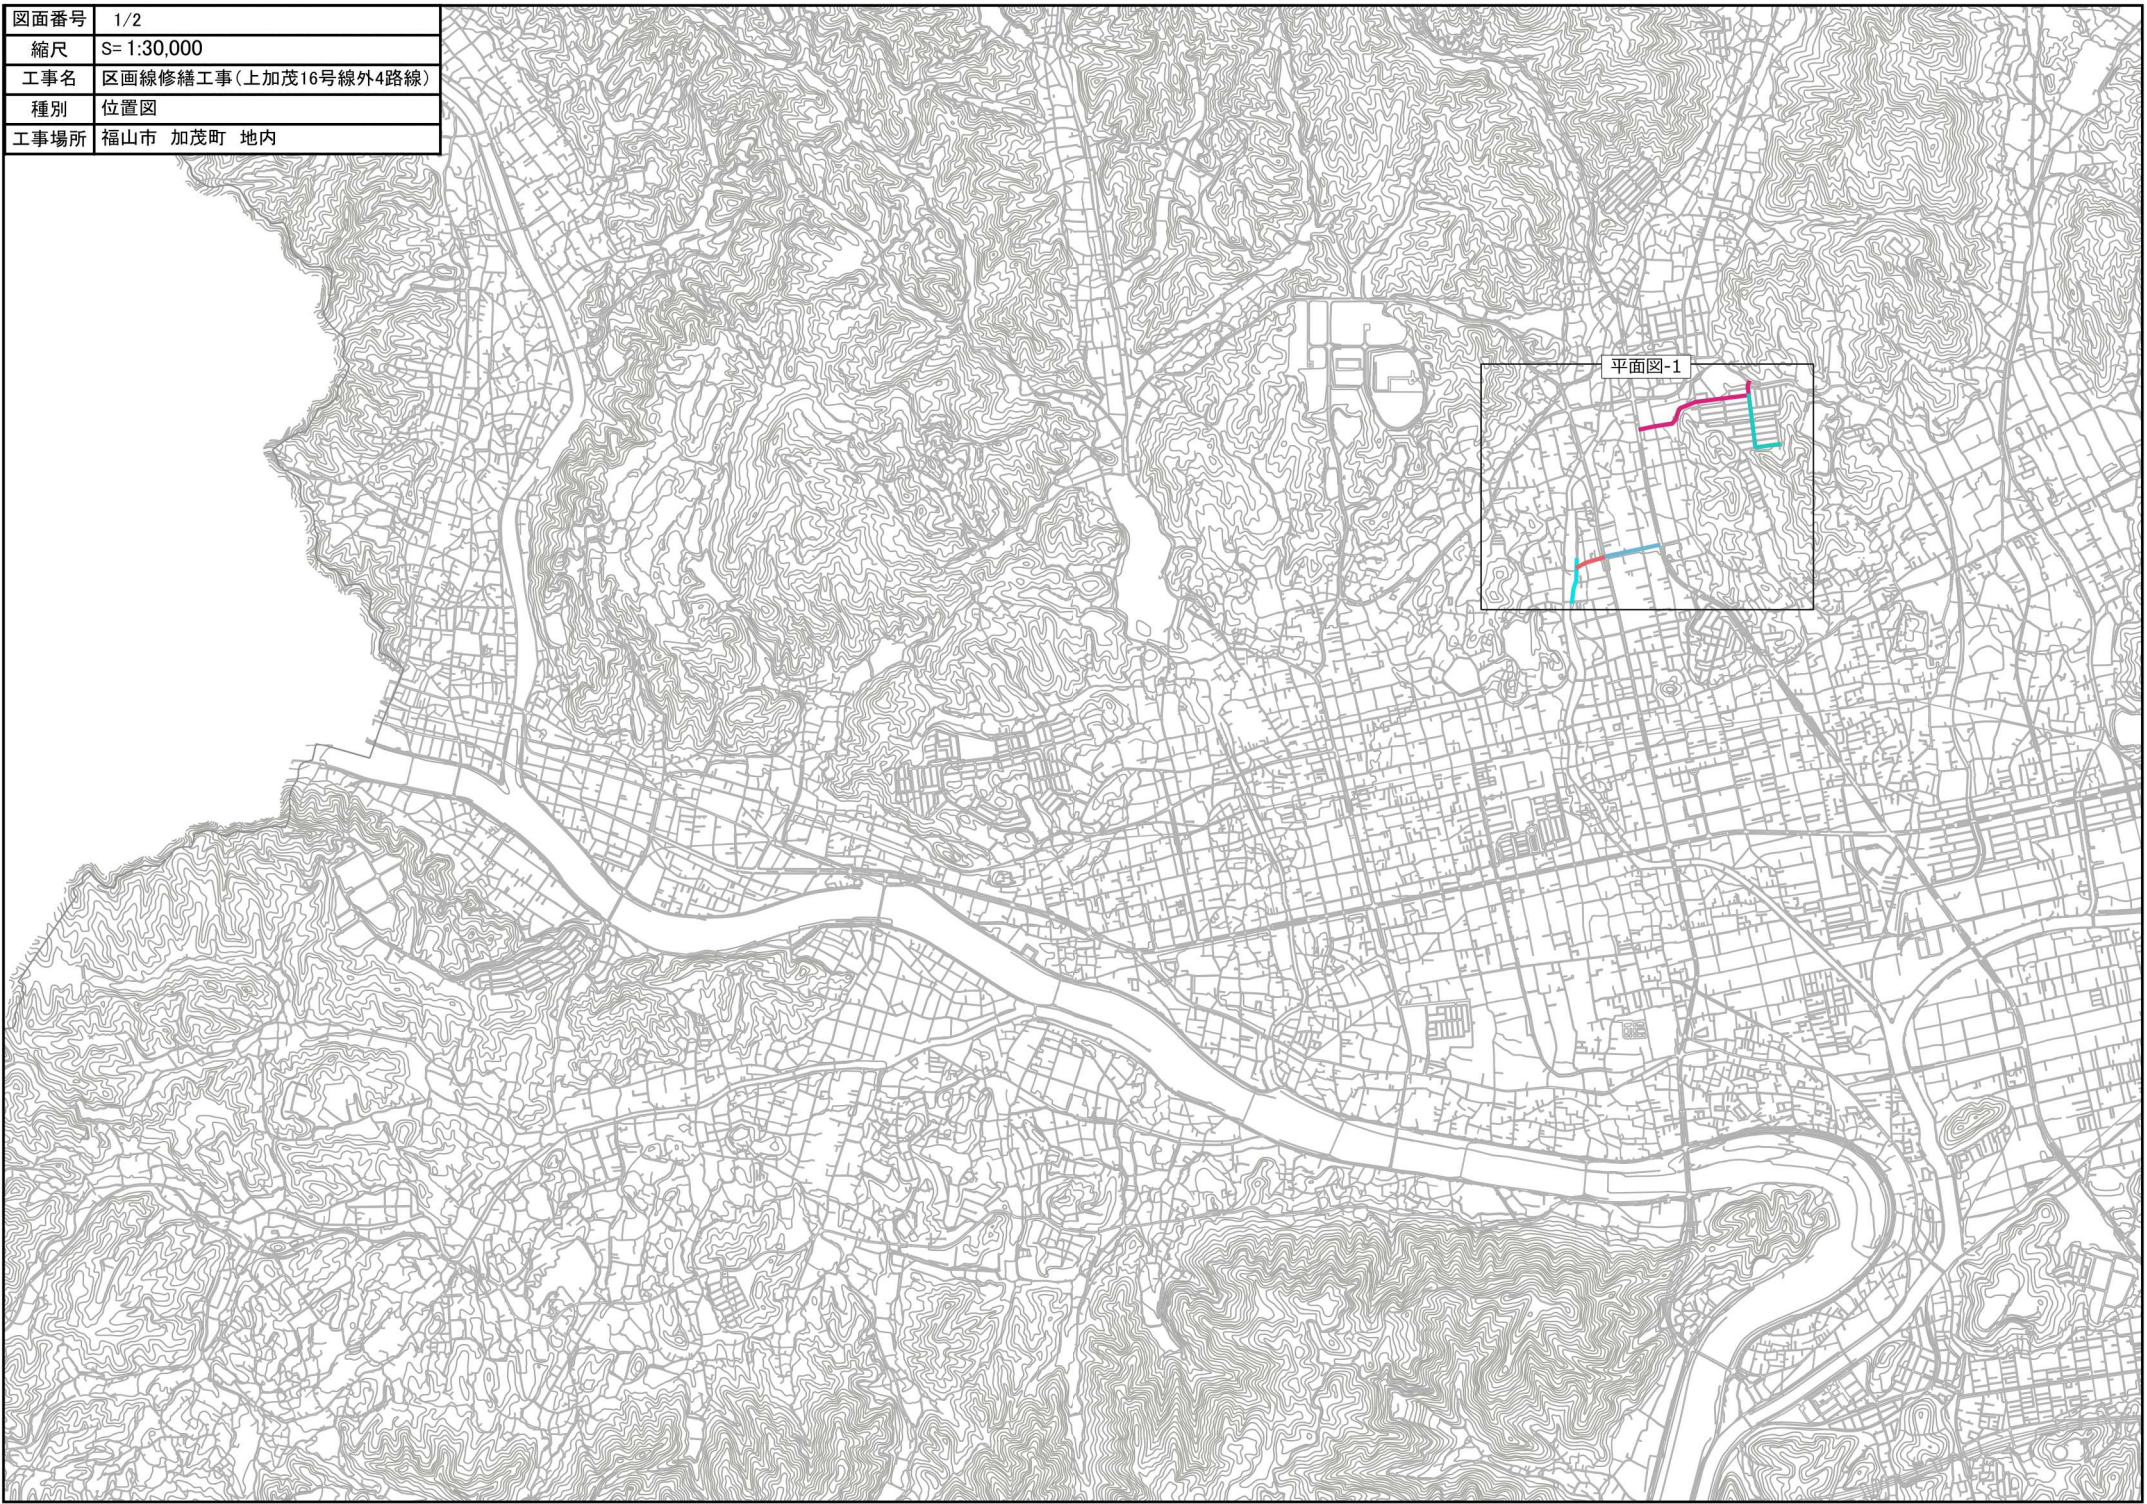 図面番号 1/2
縮尺 S= 1:30,000
工事名 区画線修繕工事(上加茂16号線外4路線)
種別 位置図
工事場所 福山市 加茂町 地内
平面図-1